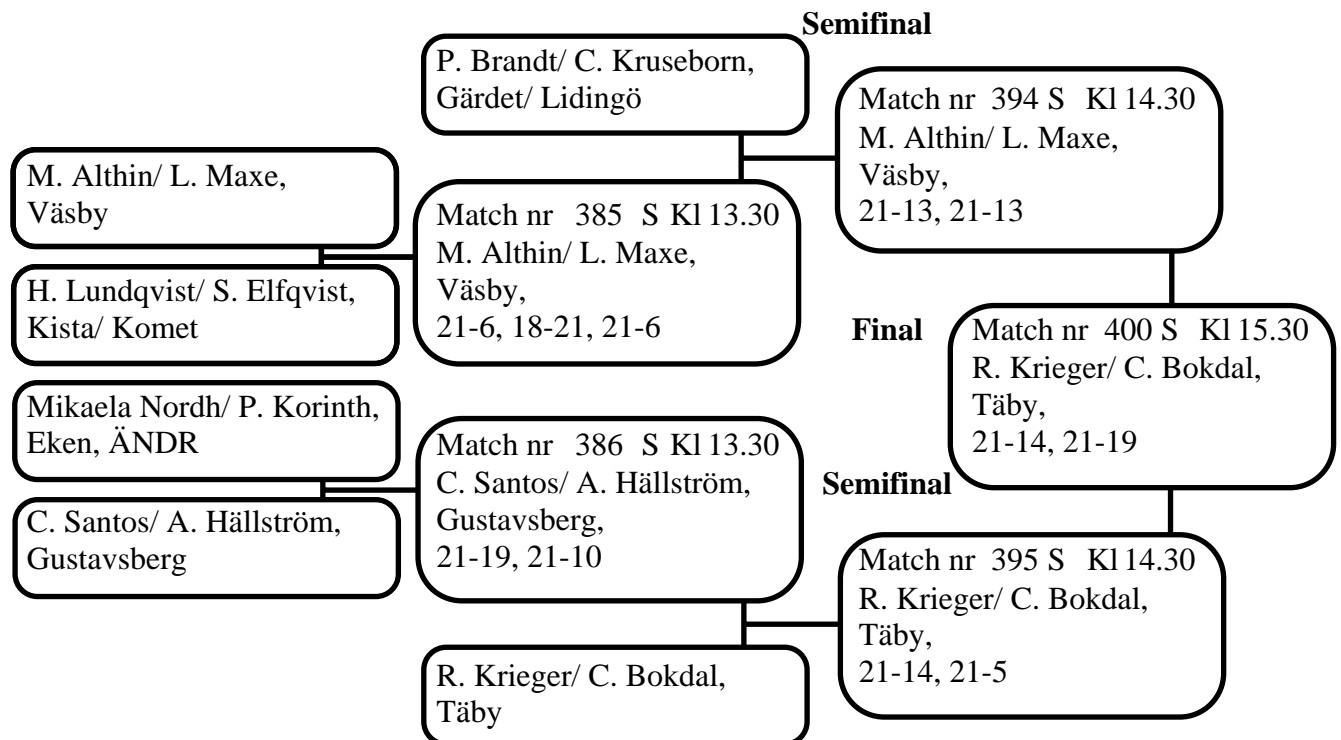 Semifinal
P. Brandt/ C. Kruseborn,
Gärdet/ Lidingö
Match nr 394 S Kl 14.30
M. Althin/ L. Maxe,
Väsby,
21-13, 21-13
M. Althin/ L. Maxe,
Väsby
Match nr 385 S Kl 13.30
M. Althin/ L. Maxe,
Väsby,
21-6, 18-21, 21-6
H. Lundqvist/ S. Elfqvist,
Kista/ Komet
Final
Match nr 400 S Kl 15.30
R. Krieger/ C. Bokdal,
Täby,
21-14, 21-19
Mikaela Nordh/ P. Korinth,
Eken, ÄNDR
Match nr 386 S Kl 13.30
C. Santos/ A. Hällström,
Gustavsberg,
21-19, 21-10
Semifinal
C. Santos/ A. Hällström,
Gustavsberg
Match nr 395 S Kl 14.30
R. Krieger/ C. Bokdal,
Täby,
21-14, 21-5
R. Krieger/ C. Bokdal,
Täby